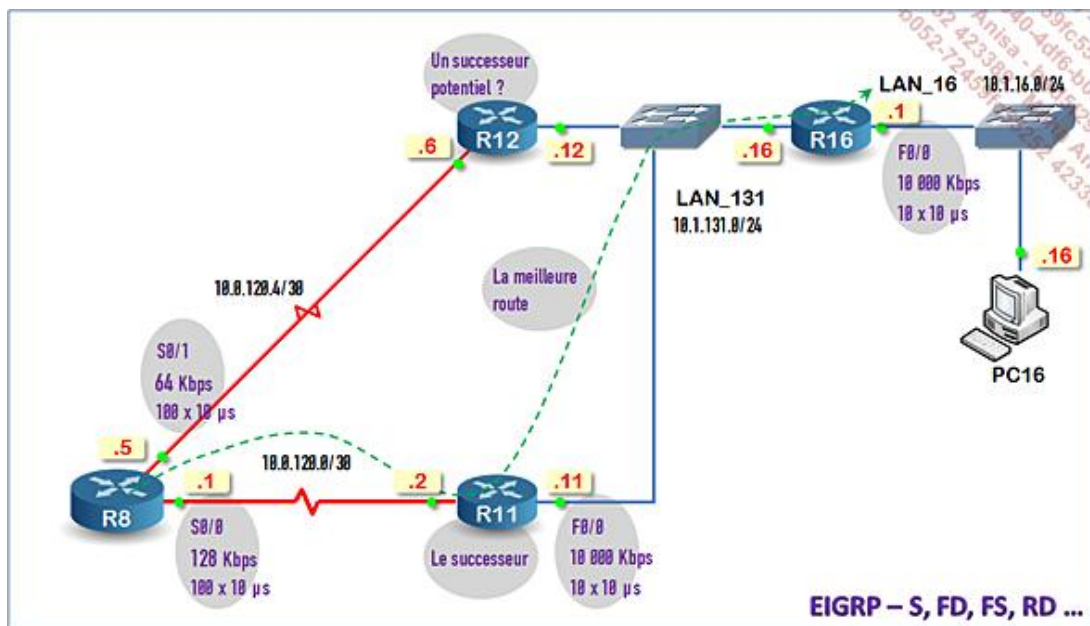 Un successeur
potentiel ?
R12
.6
.12
LAN_131
10.1.131.0/24
.16
R16
LAN_16
.1
10.1.16.0/24
F0/0
10 000 Kbps
10 x 10 µs
.16
PC16
La meilleure
route
10.0.120.4/30
S0/1
64 Kbps
100 x 10 µs
.5
R8
.1
10.0.120.0/30
.2
R11
.11
S0/0
128 Kbps
100 x 10 µs
Le successeur
F0/0
10 000 Kbps
10 x 10 µs
EIGRP – S, FD, FS, RD ...
Anisa
Anisa